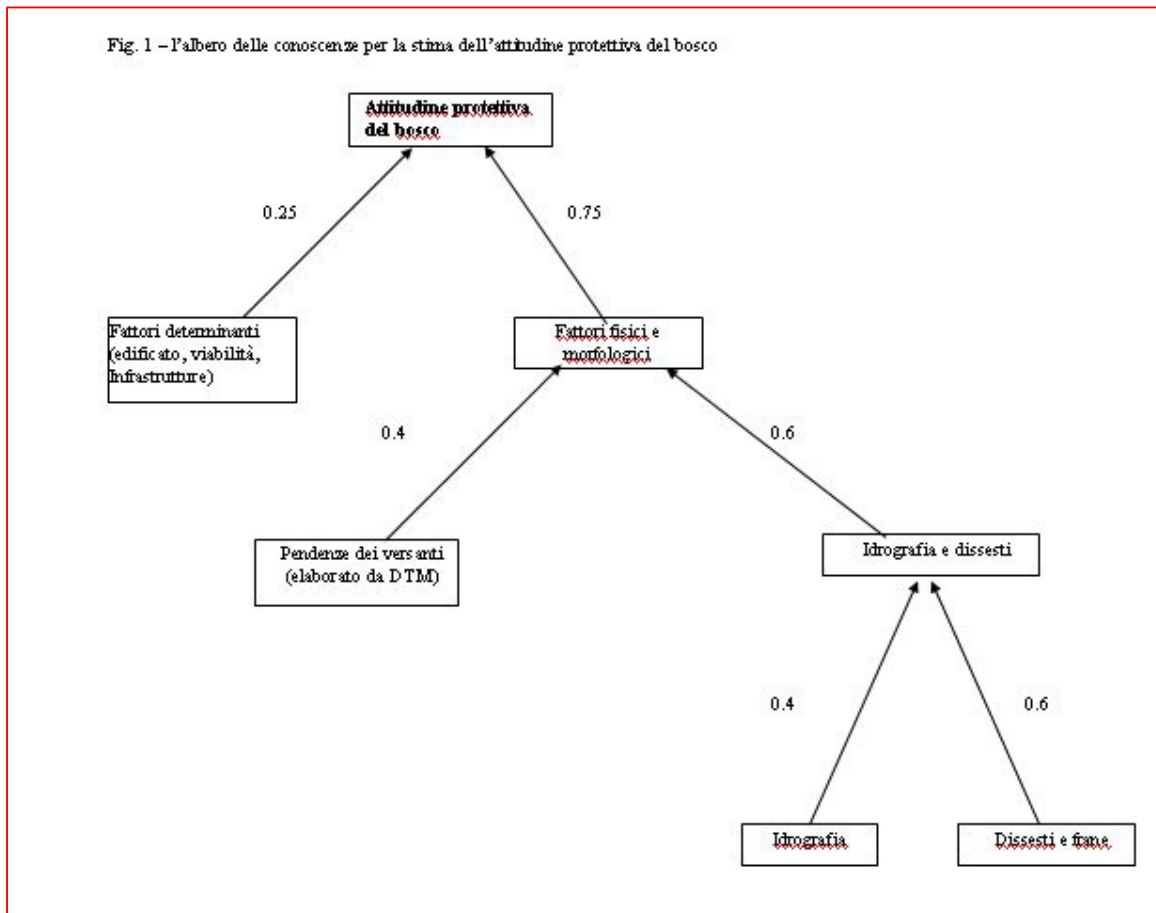 Fig. 1 – l'albero delle conoscenze per la stima dell'attitudine protettiva del bosco
Attitudine protettiva
del bosco
0.25
0.75
Fattori determinanti
(edificato, viabilità,
Infrastrutture)
Fattori fisici e
morfologici
0.4
0.6
Pendenze dei versanti
(elaborato da DTM)
Idrografia e dissesti
0.4
0.6
Idrografia
Dissesti e frane